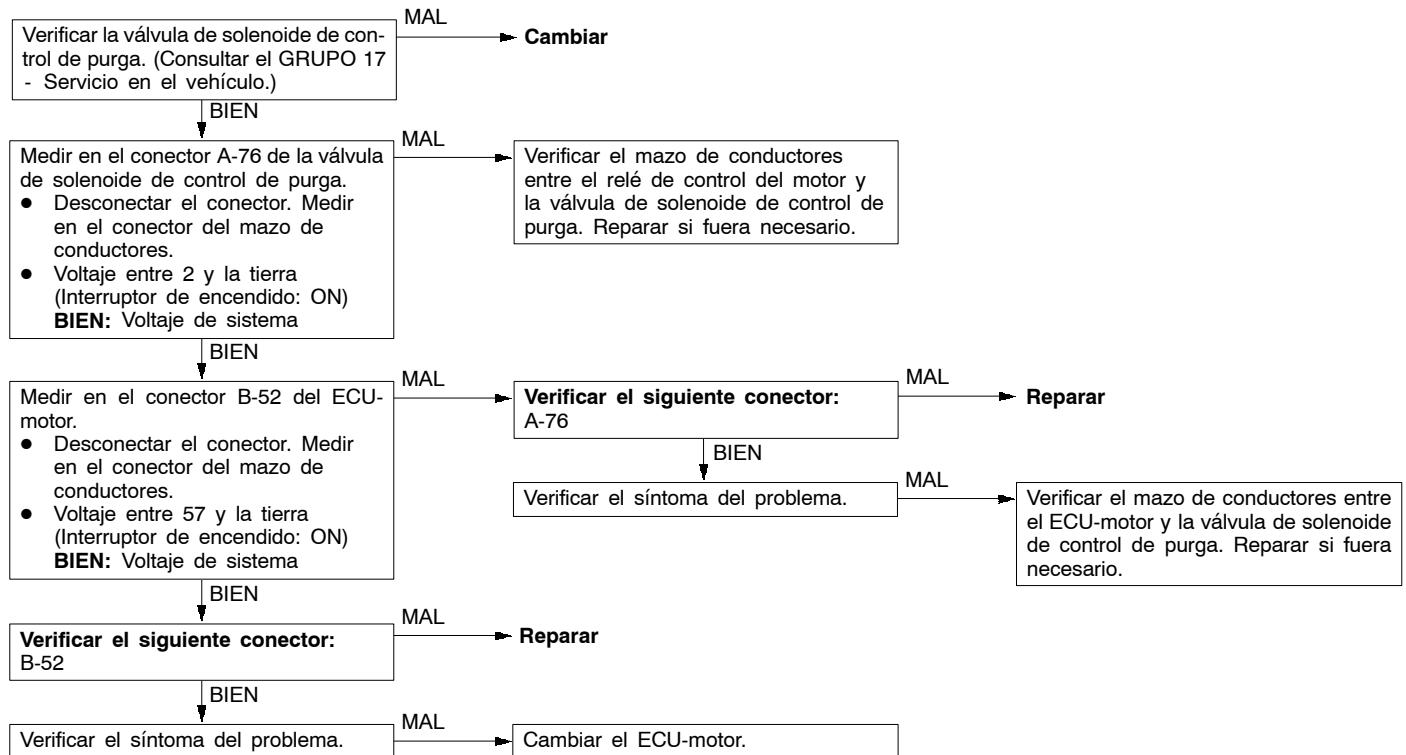 Verificar la válvula de solenoide de con-
trol de purga. (Consultar el GRUPO 17
- Servicio en el vehículo.)
MAL
Cambiar
BIEN
Medir en el conector A-76 de la válvula
de solenoide de control de purga.
● Desconectar el conector. Medir
en el conector del mazo de
conductores.
● Voltaje entre 2 y la tierra
(Interruptor de encendido: ON)
BIEN: Voltaje de sistema
MAL
Verificar el mazo de conductores
entre el relé de control del motor y
la válvula de solenoide de control de
purga. Reparar si fuera necesario.
BIEN
Medir en el conector B-52 del ECU-
motor.
● Desconectar el conector. Medir
en el conector del mazo de
conductores.
● Voltaje entre 57 y la tierra
(Interruptor de encendido: ON)
BIEN: Voltaje de sistema
MAL
Verificar el siguiente conector:
A-76
MAL
Reparar
BIEN
Verificar el síntoma del problema.
MAL
Verificar el mazo de conductores entre
el ECU-motor y la válvula de solenoide
de control de purga. Reparar si fuera
necesario.
BIEN
Verificar el siguiente conector:
B-52
MAL
Reparar
BIEN
Verificar el síntoma del problema.
MAL
Cambiar el ECU-motor.